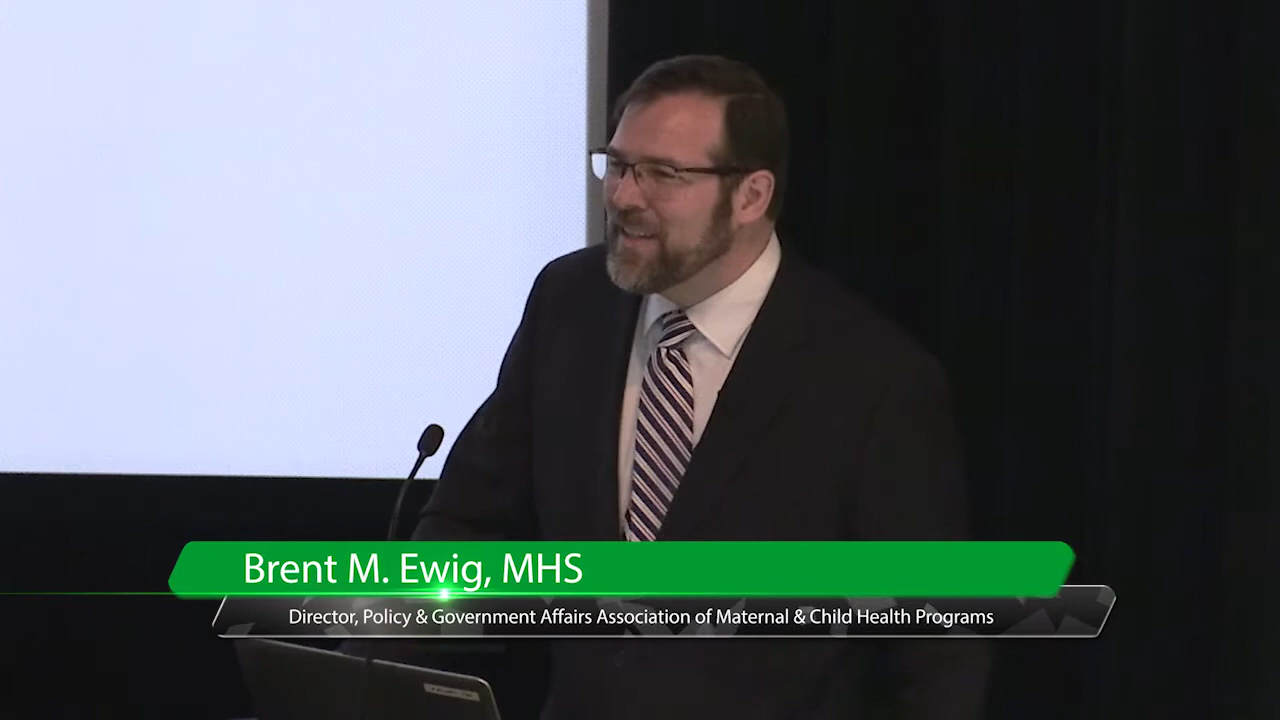 Brent M. Ewig, MHS
Director, Policy & Government Affairs Association of Maternal & Child Health Programs